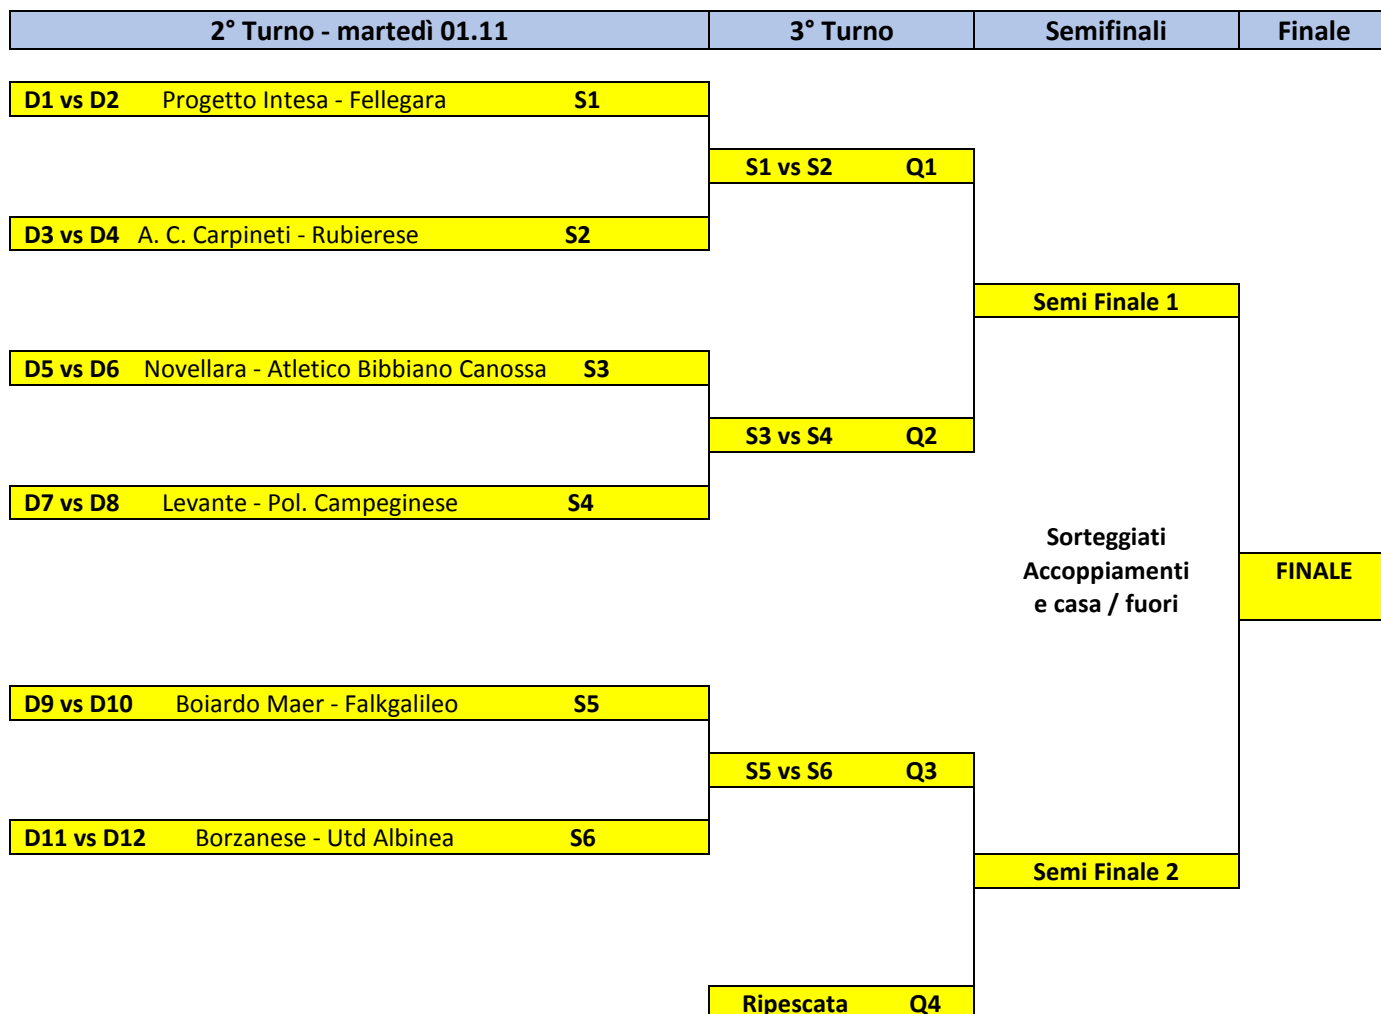 2° Turno - martedì 01.11 3° Turno Semifinali Finale
D1 vs D2 Progetto Intesa - Fellegara S1
S1 vs S2 Q1
D3 vs D4 A. C. Carpineti - Rubierese S2
Semi Finale 1
D5 vs D6 Novellara - Atletico Bibbiano Canossa S3
S3 vs S4 Q2
D7 vs D8 Levante - Pol. Campeginese S4
Sorteggiati
Accoppiamenti FINALE
e casa / fuori
D9 vs D10 Boiardo Maer - Falkgalileo S5
S5 vs S6 Q3
D11 vs D12 Borzanese - Utd Albinea S6
Semi Finale 2
Ripescata Q4